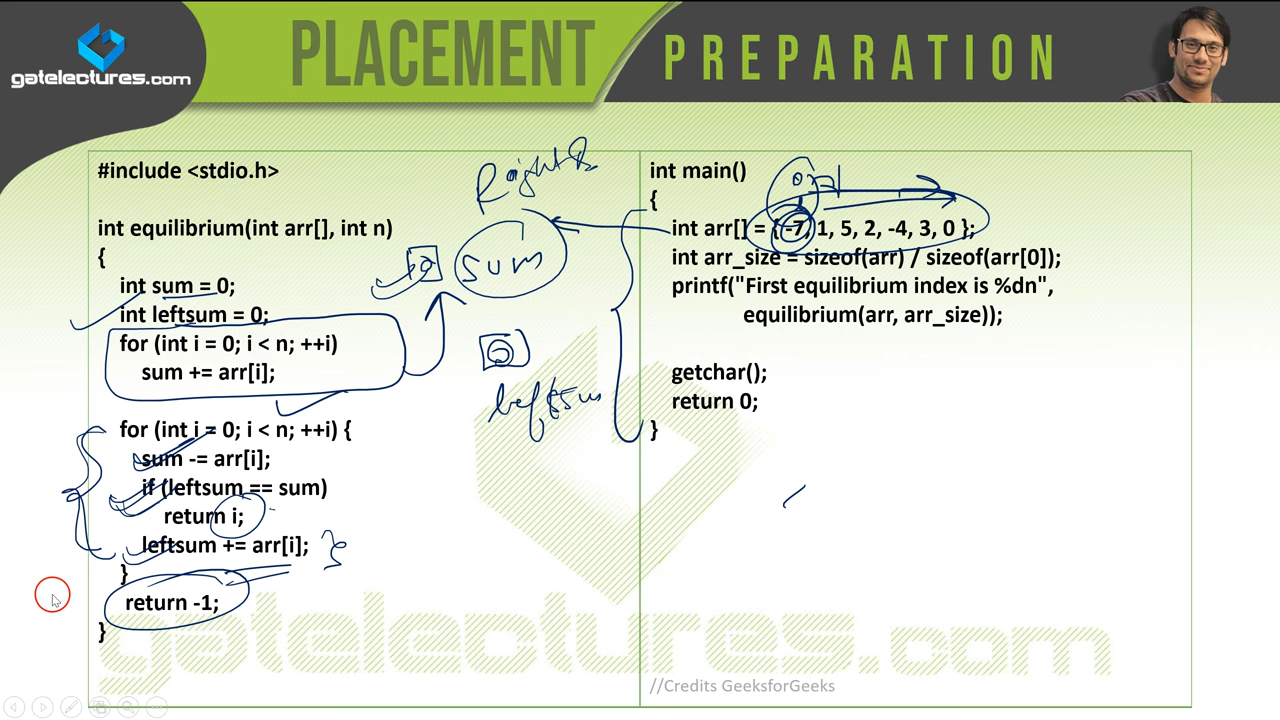 gatelectures.com
PLACEMENT PREPARATION
#include <stdio.h>
int equilibrium(int arr[], int n)
{
int sum = 0;
int leftsum = 0;
for (int i = 0; i < n; ++i)
sum += arr[i];
for (int i = 0; i < n; ++i) {
sum -= arr[i];
if (leftsum == sum)
return i;
leftsum += arr[i];
}
return -1;
}
Right
sum
leftsum
int main()
{
int arr[] = { -7, 1, 5, 2, -4, 3, 0 };
int arr_size = sizeof(arr) / sizeof(arr[0]);
printf("First equilibrium index is %dn",
equilibrium(arr, arr_size));
getchar();
return 0;
}
gatelectures.com
//Credits GeeksforGeeks